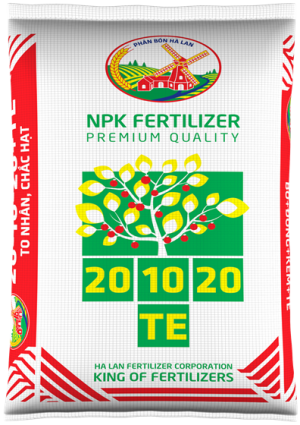 PHÂN BÓN HÀ LAN
NPK FERTILIZER
PREMIUM QUALITY
20 10 20
TE
HA LAN FERTILIZER CORPORATION
KING OF FERTILIZERS
TO NHÂN, CHẮC HẠT